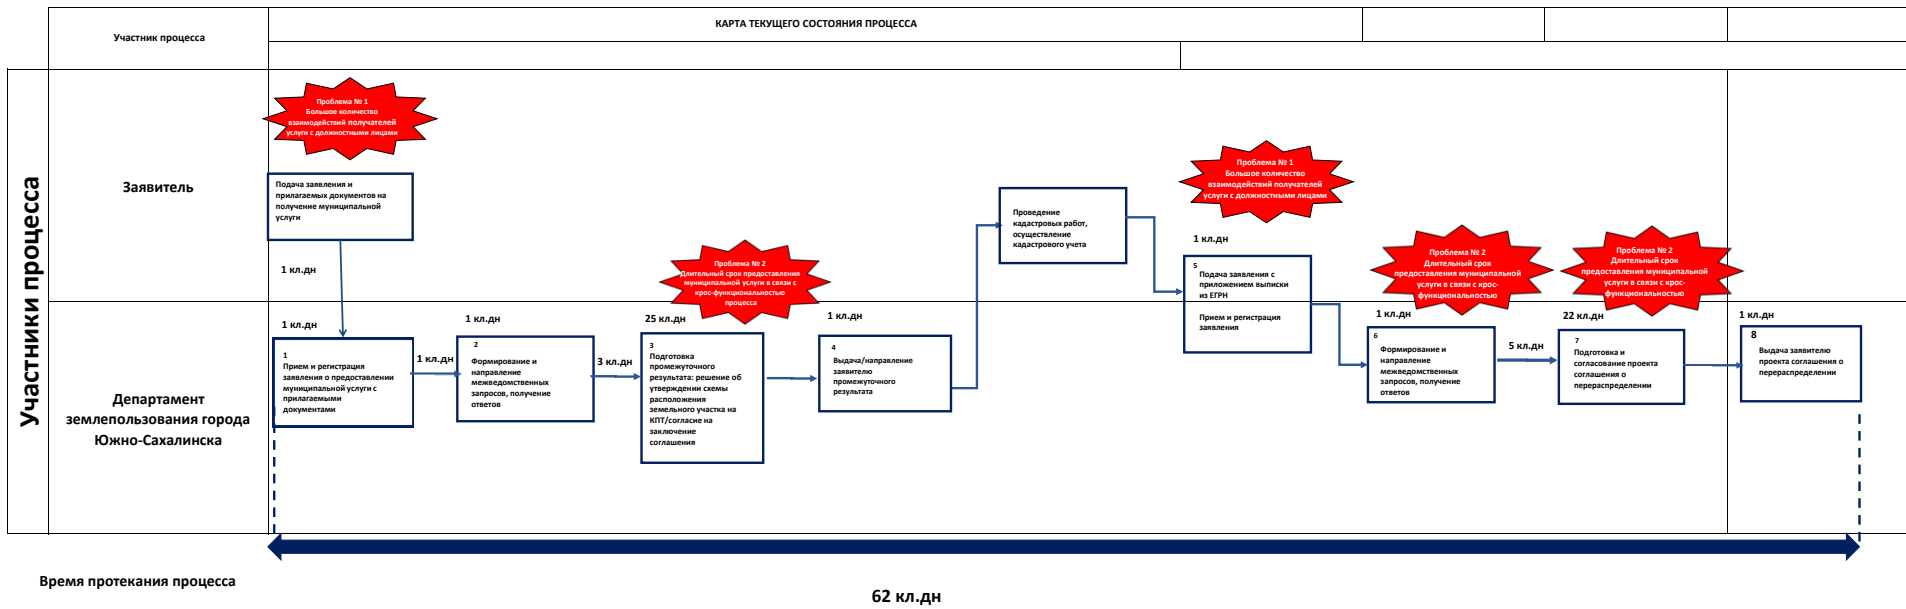 КАРТА ТЕКУЩЕГО СОСТОЯНИЯ ПРОЦЕССА
Участник процесса
Участники процесса
Заявитель
Проблема № 1
Большое количество
взаимодействий получателей
услуги с должностными лицами
Подача заявления и
прилагаемых документов на
получение муниципальной
услуги
1 кл.дн
Проблема № 2
Длительный срок предоставления
муниципальной услуги в связи с
крос-функциональностью
процесса
Проведение
кадастровых работ,
осуществление
кадастрового учета
Проблема № 1
Большое количество
взаимодействий получателей
услуги с должностными лицами
1 кл.дн
5
Подача заявления с
приложением выписки
из ЕГРН
Прием и регистрация
заявления
Проблема № 2
Длительный срок
предоставления муниципальной
услуги в связи с крос-
функциональностью
Проблема № 2
Длительный срок
предоставления муниципальной
услуги в связи с крос-
функциональностью
Департамент
землепользования города
Южно-Сахалинска
1 кл.дн
1
Прием и регистрация
заявления о предоставлении
муниципальной услуги с
прилагаемыми
документами
1 кл.дн
1 кл.дн
2
Формирование и
направление
межведомственных
запросов, получение
ответов
3 кл.дн
25 кл.дн
3
Подготовка
промежуточного
результата: решение об
утверждении схемы
расположения
земельного участка на
КПТ/согласие на
заключение
соглашения
1 кл.дн
4
Выдача/направление
заявителю
промежуточного
результата
1 кл.дн
6
Формирование и
направление
межведомственных
запросов, получение
ответов
5 кл.дн
22 кл.дн
7
Подготовка и
согласование проекта
соглашения о
перераспределении
1 кл.дн
8
Выдача заявителю
проекта соглашения о
перераспределении
Время протекания процесса
62 кл.дн